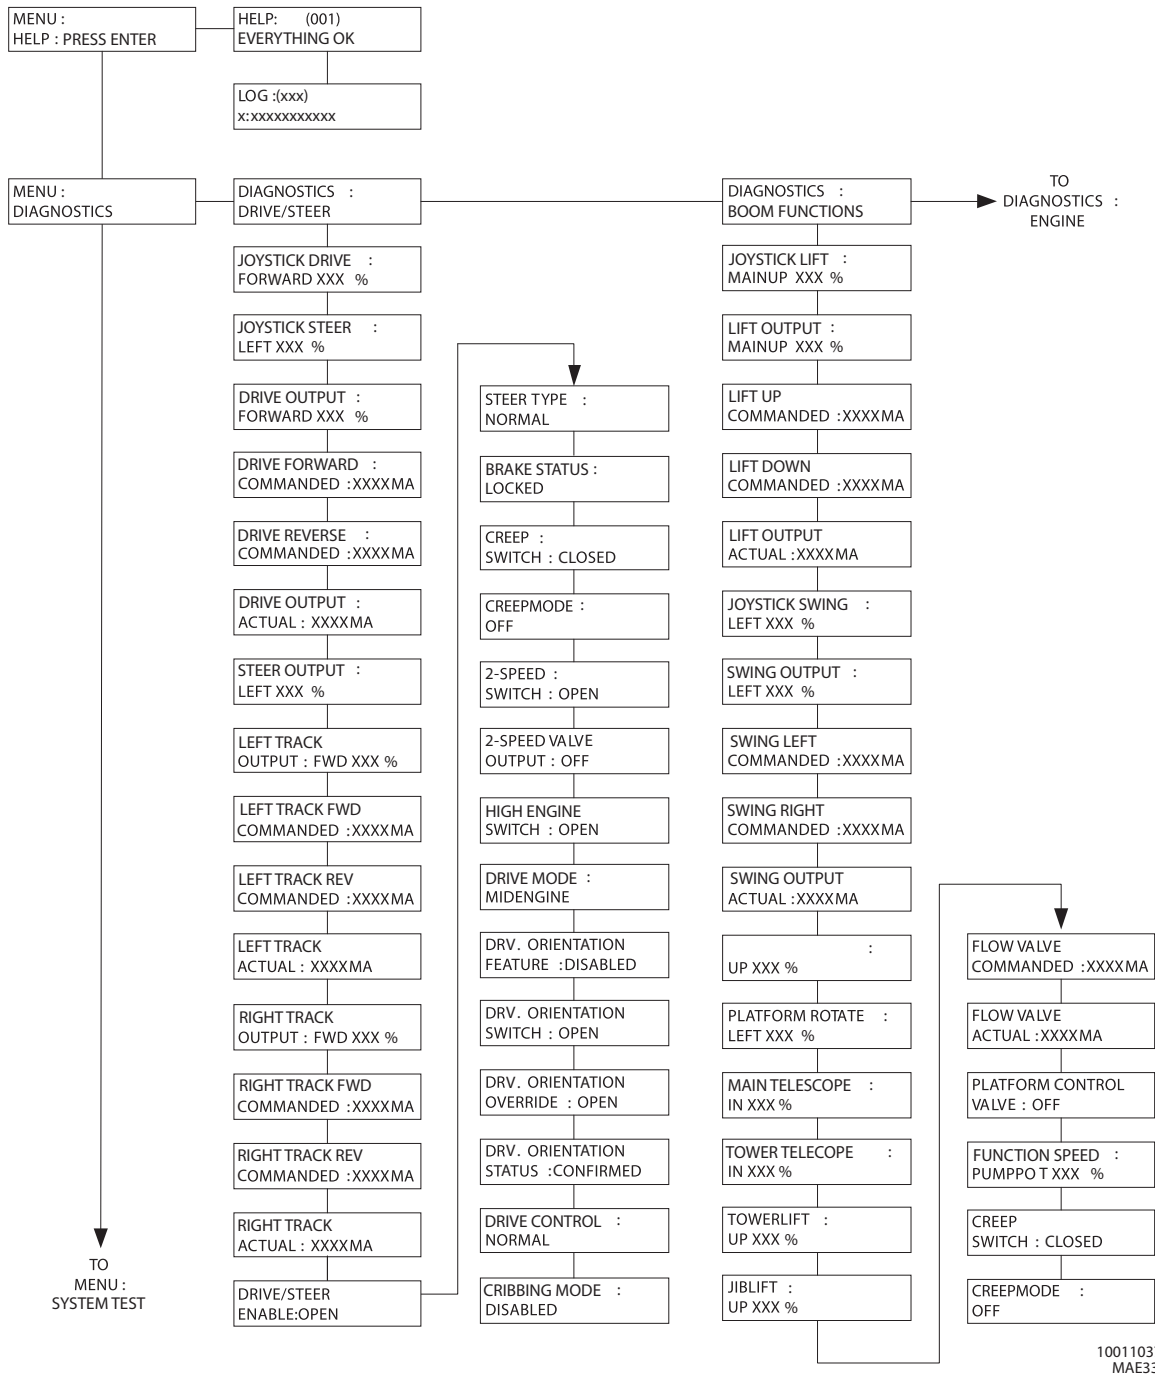 MENU :
HELP : PRESS ENTER
HELP: (001)
EVERYTHING OK
LOG :(xxx)
x:xxxxxxxxxxx
MENU :
DIAGNOSTICS
DIAGNOSTICS :
DRIVE/STEER
JOYSTICK DRIVE :
FORWARD XXX %
JOYSTICK STEER :
LEFT XXX %
DRIVE OUTPUT :
FORWARD XXX %
DRIVE FORWARD :
COMMANDED :XXXXMA
DRIVE REVERSE :
COMMANDED :XXXXMA
DRIVE OUTPUT :
ACTUAL : XXXXMA
STEER OUTPUT :
LEFT XXX %
LEFT TRACK
OUTPUT : FWD XXX %
LEFT TRACK FWD
COMMANDED :XXXXMA
LEFT TRACK REV
COMMANDED :XXXXMA
LEFT TRACK
ACTUAL : XXXXMA
RIGHT TRACK
OUTPUT : FWD XXX %
RIGHT TRACK FWD
COMMANDED :XXXXMA
RIGHT TRACK REV
COMMANDED :XXXXMA
RIGHT TRACK
ACTUAL : XXXXMA
DRIVE/STEER
ENABLE:OPEN
STEER TYPE :
NORMAL
BRAKE STATUS :
LOCKED
CREEP :
SWITCH : CLOSED
CREEPMODE :
OFF
2-SPEED :
SWITCH : OPEN
2-SPEED VALVE
OUTPUT : OFF
HIGH ENGINE
SWITCH : OPEN
DRIVE MODE :
MIDENGINE
DRV. ORIENTATION
FEATURE :DISABLED
DRV. ORIENTATION
SWITCH : OPEN
DRV. ORIENTATION
OVERRIDE : OPEN
DRV. ORIENTATION
STATUS :CONFIRMED
DRIVE CONTROL :
NORMAL
CRIBBING MODE :
DISABLED
DIAGNOSTICS :
BOOM FUNCTIONS
JOYSTICK LIFT :
MAINUP XXX %
LIFT OUTPUT :
MAINUP XXX %
LIFT UP
COMMANDED :XXXXMA
LIFT DOWN
COMMANDED :XXXXMA
LIFT OUTPUT
ACTUAL :XXXXMA
JOYSTICK SWING :
LEFT XXX %
SWING OUTPUT :
LEFT XXX %
SWING LEFT
COMMANDED :XXXXMA
SWING RIGHT
COMMANDED :XXXXMA
SWING OUTPUT
ACTUAL :XXXXMA
:
UP XXX %
PLATFORM ROTATE :
LEFT XXX %
MAIN TELESCOPE :
IN XXX %
TOWER TELECOPE :
IN XXX %
TOWERLIFT :
UP XXX %
JIBLIFT :
UP XXX %
FLOW VALVE
COMMANDED :XXXXMA
FLOW VALVE
ACTUAL :XXXXMA
PLATFORM CONTROL
VALVE : OFF
FUNCTION SPEED :
PUMPPO T XXX %
CREEP
SWITCH : CLOSED
CREEPMODE :
OFF
TO
DIAGNOSTICS :
ENGINE
TO
MENU :
SYSTEM TEST